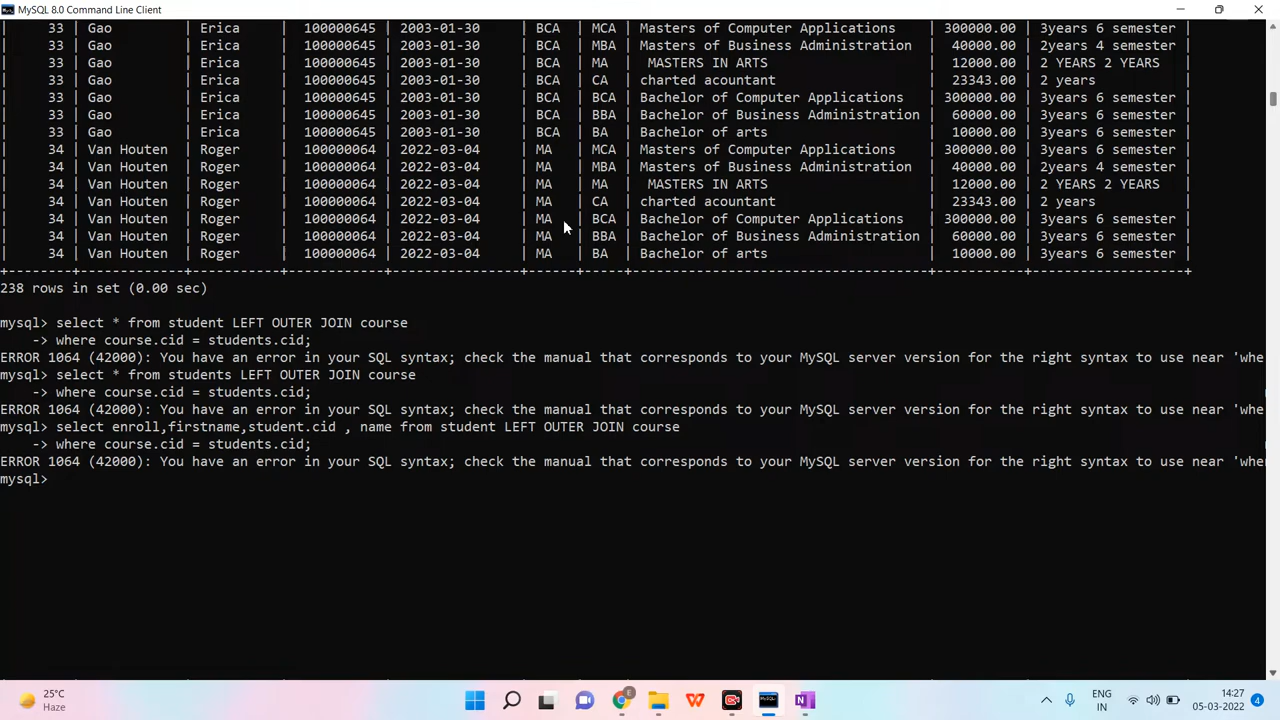 MySQL 8.0 Command Line Client
| 33 | Gao | Erica | 100000645 | 2003-01-30 | BCA | MCA | Masters of Computer Applications | 300000.00 | 3years 6 semester |
| 33 | Gao | Erica | 100000645 | 2003-01-30 | BCA | MBA | Masters of Business Administration | 40000.00 | 2years 4 semester |
| 33 | Gao | Erica | 100000645 | 2003-01-30 | BCA | MA | MASTERS IN ARTS | 12000.00 | 2 YEARS 2 YEARS |
| 33 | Gao | Erica | 100000645 | 2003-01-30 | BCA | CA | charted acountant | 23343.00 | 2 years |
| 33 | Gao | Erica | 100000645 | 2003-01-30 | BCA | BCA | Bachelor of Computer Applications | 300000.00 | 3years 6 semester |
| 33 | Gao | Erica | 100000645 | 2003-01-30 | BCA | BBA | Bachelor of Business Administration | 60000.00 | 3years 6 semester |
| 33 | Gao | Erica | 100000645 | 2003-01-30 | BCA | BA | Bachelor of arts | 10000.00 | 3years 6 semester |
| 34 | Van Houten | Roger | 100000064 | 2022-03-04 | MA | MCA | Masters of Computer Applications | 300000.00 | 3years 6 semester |
| 34 | Van Houten | Roger | 100000064 | 2022-03-04 | MA | MBA | Masters of Business Administration | 40000.00 | 2years 4 semester |
| 34 | Van Houten | Roger | 100000064 | 2022-03-04 | MA | MA | MASTERS IN ARTS | 12000.00 | 2 YEARS 2 YEARS |
| 34 | Van Houten | Roger | 100000064 | 2022-03-04 | MA | CA | charted acountant | 23343.00 | 2 years |
| 34 | Van Houten | Roger | 100000064 | 2022-03-04 | MA | BCA | Bachelor of Computer Applications | 300000.00 | 3years 6 semester |
| 34 | Van Houten | Roger | 100000064 | 2022-03-04 | MA | BBA | Bachelor of Business Administration | 60000.00 | 3years 6 semester |
| 34 | Van Houten | Roger | 100000064 | 2022-03-04 | MA | BA | Bachelor of arts | 10000.00 | 3years 6 semester |
238 rows in set (0.00 sec)
mysql> select * from student LEFT OUTER JOIN course
-> where course.cid = students.cid;
ERROR 1064 (42000): You have an error in your SQL syntax; check the manual that corresponds to your MySQL server version for the right syntax to use near 'whe
mysql> select * from students LEFT OUTER JOIN course
-> where course.cid = students.cid;
ERROR 1064 (42000): You have an error in your SQL syntax; check the manual that corresponds to your MySQL server version for the right syntax to use near 'whe
mysql> select enroll,firstname,student.cid , name from student LEFT OUTER JOIN course
-> where course.cid = students.cid;
ERROR 1064 (42000): You have an error in your SQL syntax; check the manual that corresponds to your MySQL server version for the right syntax to use near 'whe
mysql>
25°C
Haze
E
W
N
ENG
IN
14:27
05-03-2022
4